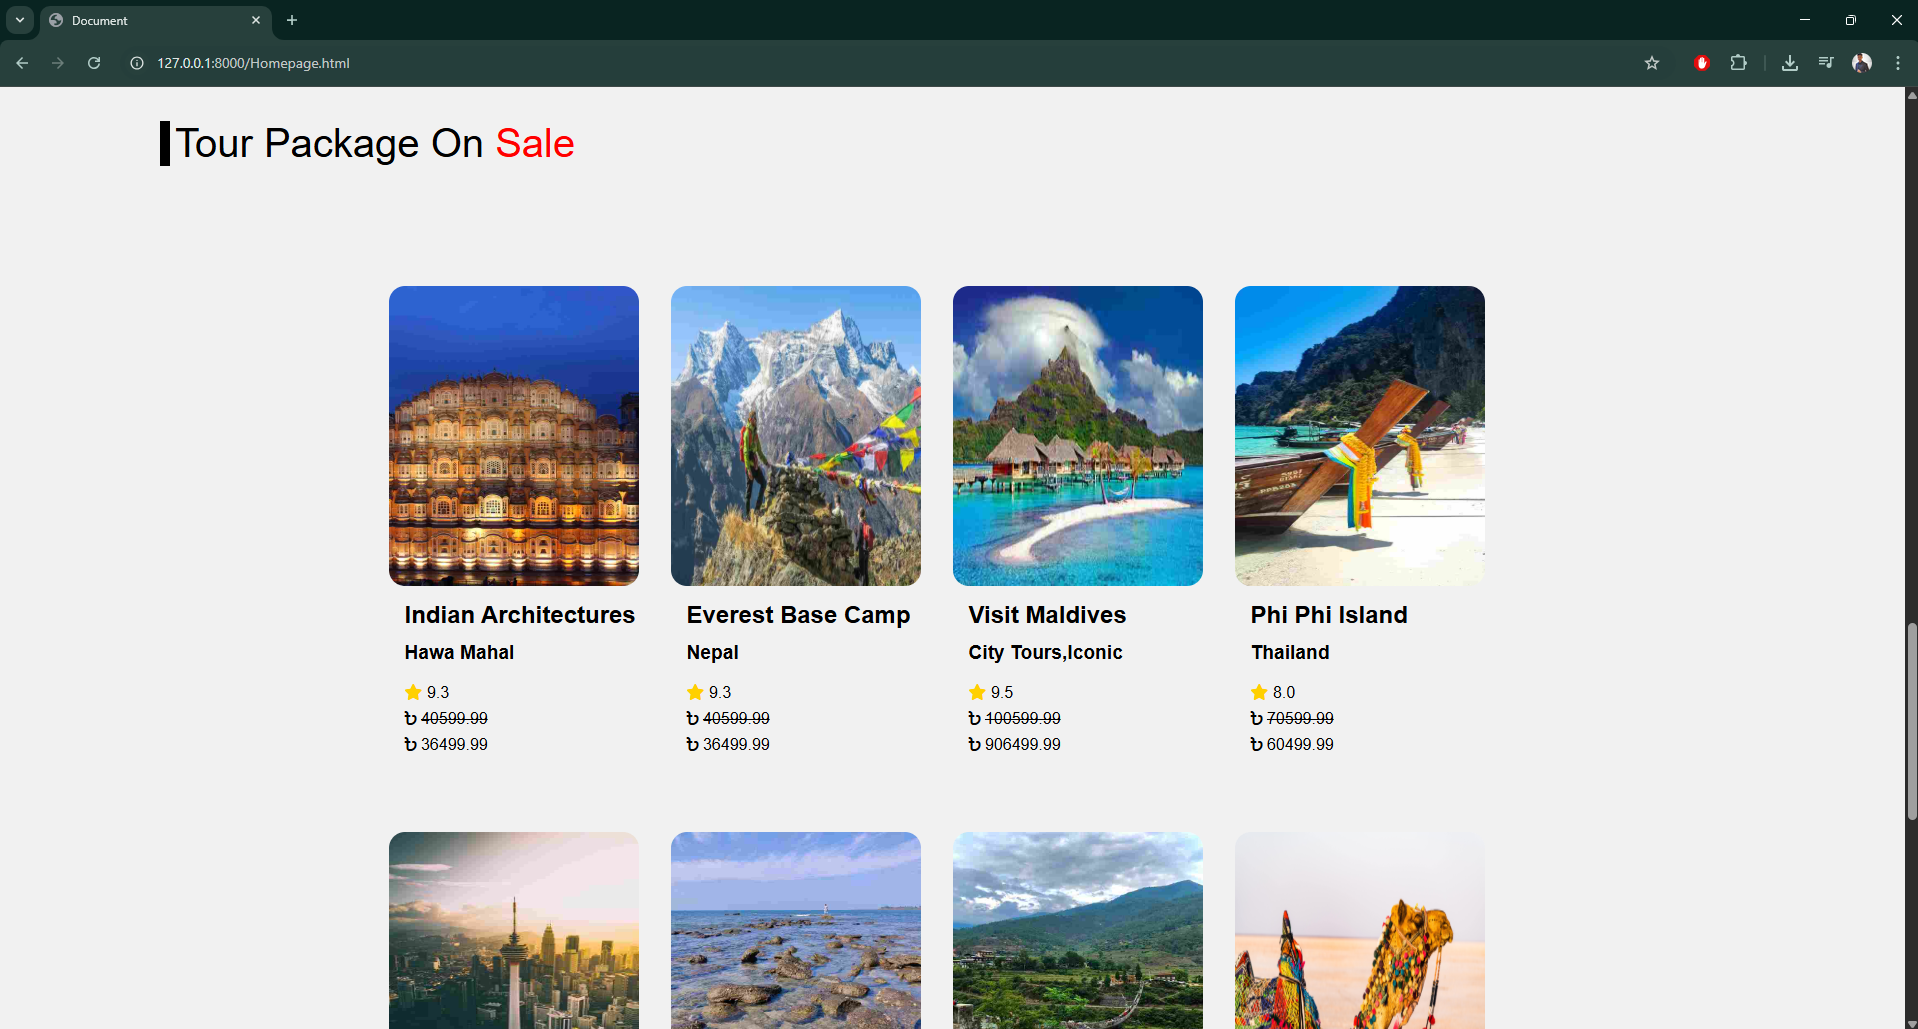 Document
127.0.0.1:8000/Homepage.html
Tour Package On Sale
Indian Architectures
Hawa Mahal
9.3
৳ 40599.99
৳ 36499.99
Everest Base Camp
Nepal
9.3
৳ 40599.99
৳ 36499.99
Visit Maldives
City Tours,Iconic
9.5
৳ 100599.99
৳ 906499.99
Phi Phi Island
Thailand
8.0
৳ 70599.99
৳ 60499.99